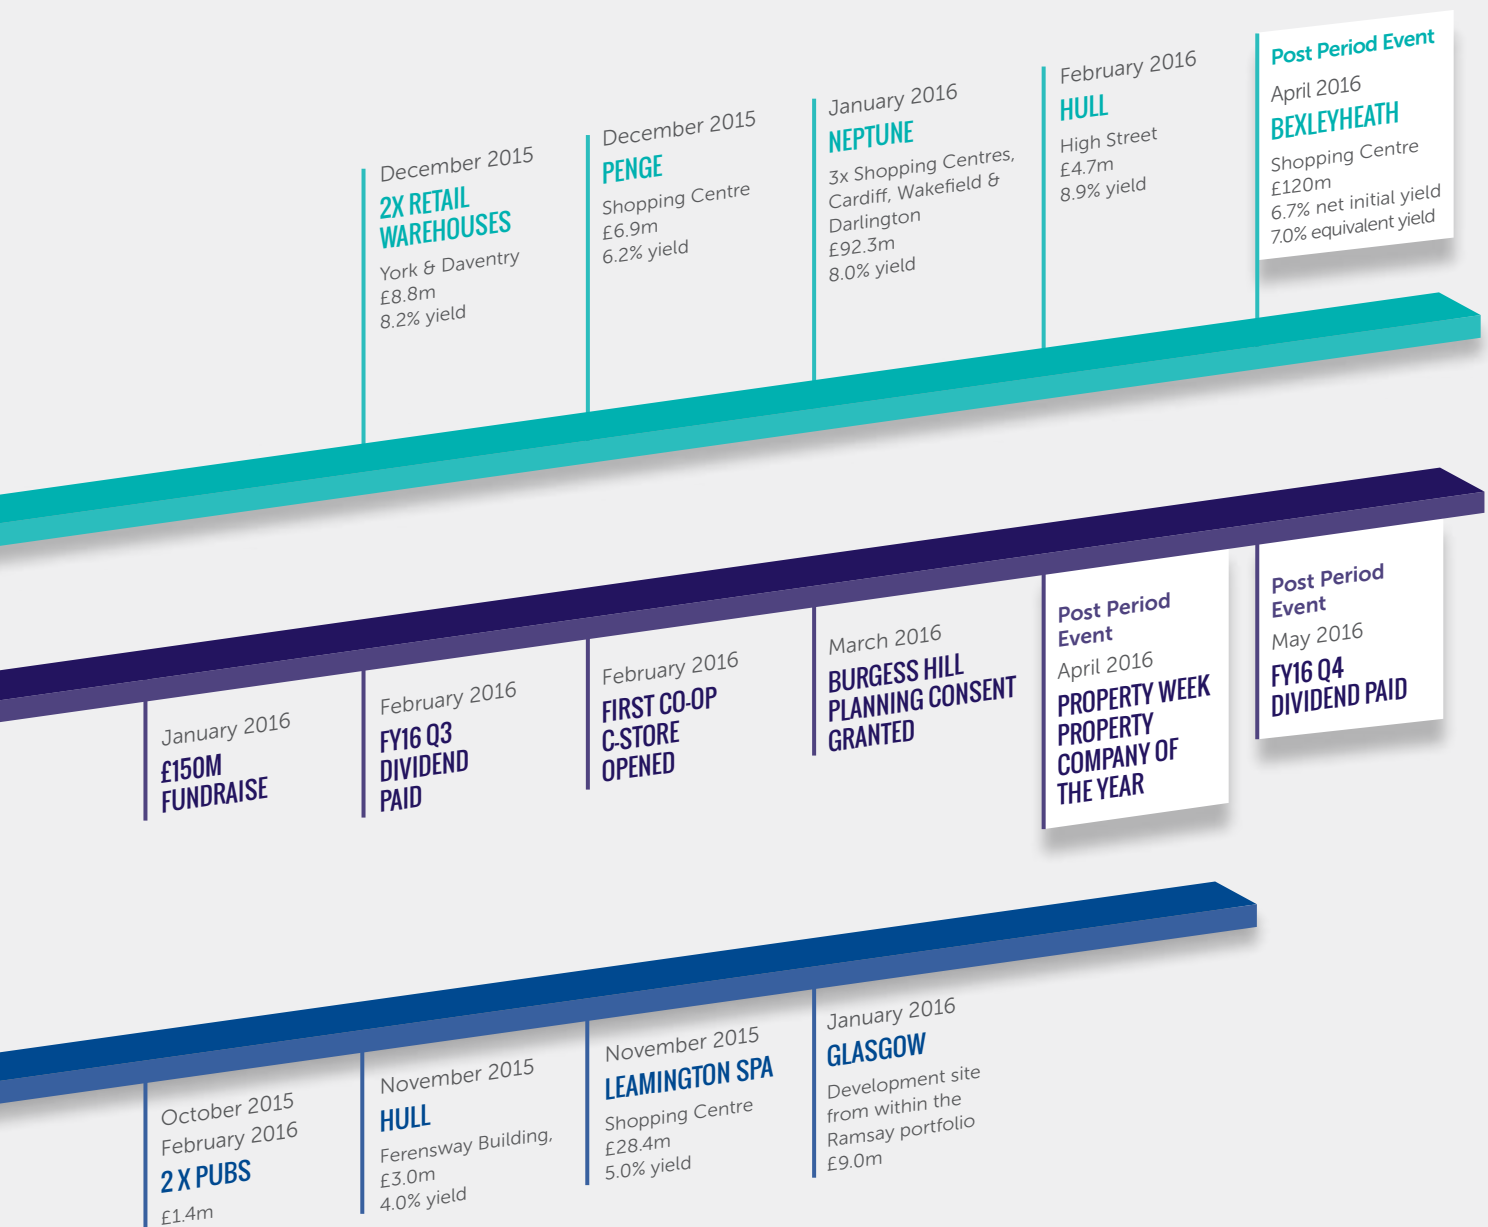 December 2015
2X RETAIL
WAREHOUSES
York & Daventry
£8.8m
8.2% yield
December 2015
PENGE
Shopping Centre
£6.9m
6.2% yield
January 2016
NEPTUNE
3x Shopping Centres,
Cardiff, Wakefield &
Darlington
£92.3m
8.0% yield
February 2016
HULL
High Street
£4.7m
8.9% yield
Post Period Event
April 2016
BEXLEYHEATH
Shopping Centre
£120m
6.7% net initial yield
7.0% equivalent yield
January 2016
£150M
FUNDRAISE
February 2016
FY16 Q3
DIVIDEND
PAID
February 2016
FIRST CO-OP
C-STORE
OPENED
March 2016
BURGESS HILL
PLANNING CONSENT
GRANTED
Post Period
Event
April 2016
PROPERTY WEEK
PROPERTY
COMPANY OF
THE YEAR
Post Period
Event
May 2016
FY16 Q4
DIVIDEND PAID
October 2015
February 2016
2 X PUBS
£1.4m
November 2015
HULL
Ferensway Building,
£3.0m
4.0% yield
November 2015
LEAMINGTON SPA
Shopping Centre
£28.4m
5.0% yield
January 2016
GLASGOW
Development site
from within the
Ramsay portfolio
£9.0m